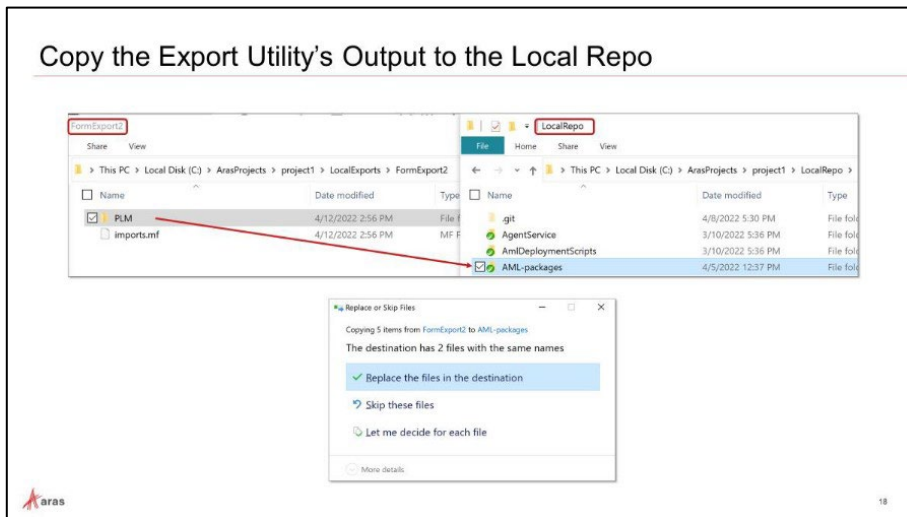 Copy the Export Utility's Output to the Local Repo
FormExport2
Share View
This PC > Local Disk (C:) > ArasProjects > project1 > LocalExports > FormExport2
Name Date modified Type
PLM 4/12/2022 2:56 PM File f
imports.mf 4/12/2022 2:56 PM MF F
LocalRepo
File Home Share View
This PC > Local Disk (C:) > ArasProjects > project1 > LocalRepo >
Name Date modified Type
.git 4/8/2022 5:30 PM File fol
AgentService 3/10/2022 5:36 PM File fol
AmlDeploymentScripts 3/10/2022 5:36 PM File fol
AML-packages 4/5/2022 12:37 PM File fol
Replace or Skip Files
Copying 5 items from FormExport2 to AML-packages
The destination has 2 files with the same names
Replace the files in the destination
Skip these files
Let me decide for each file
More details
aras
18